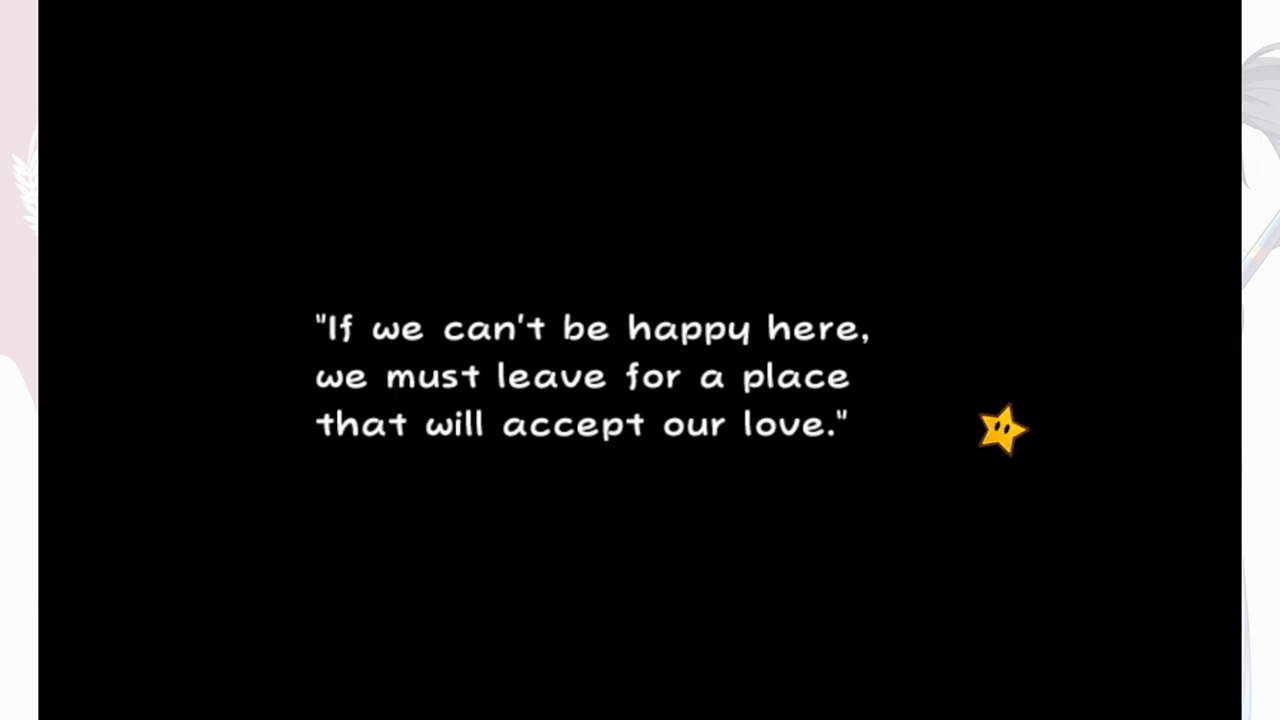 "If we can't be happy here,
we must leave for a place
that will accept our love."